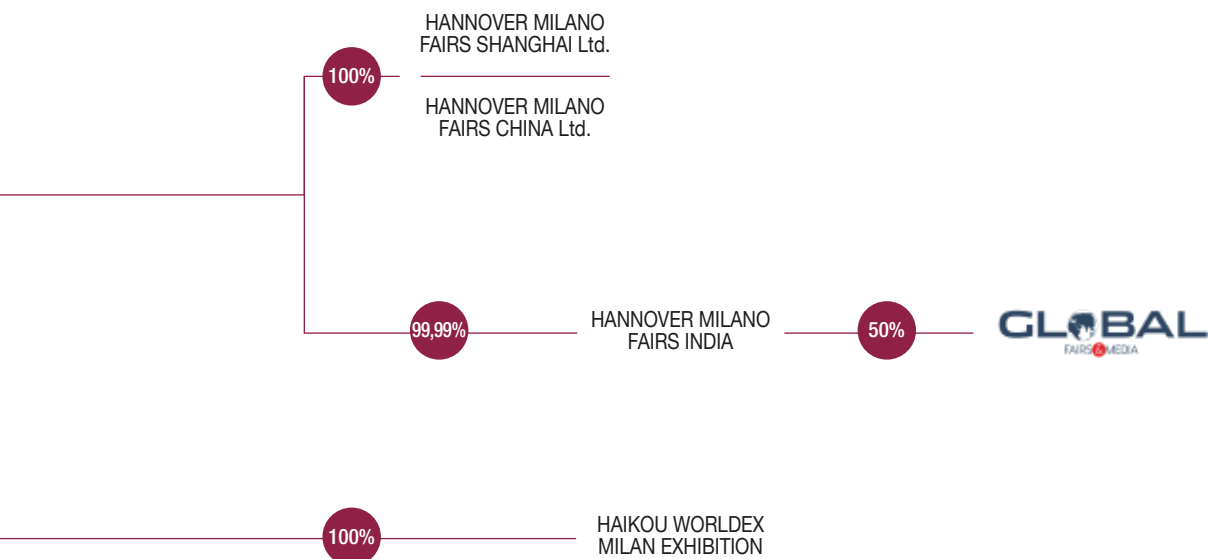 HANNOVER MILANO
FAIRS SHANGHAI Ltd.
100%
HANNOVER MILANO
FAIRS CHINA Ltd.
99,99%
HANNOVER MILANO
FAIRS INDIA
50%
GLOBAL
FAIRS&MEDIA
100%
HAIKOU WORLDEX
MILAN EXHIBITION